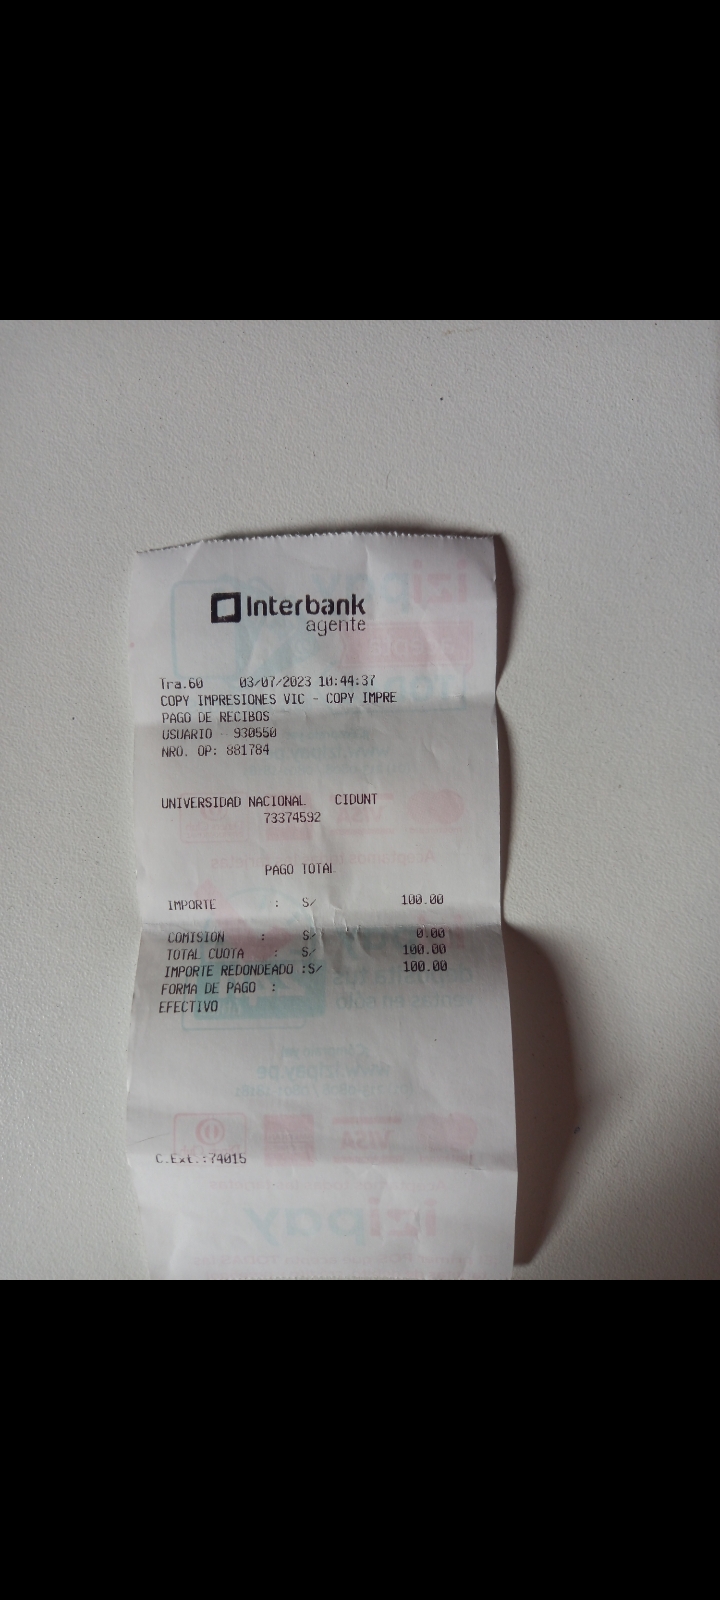 Interbank
agente
Tra.60 03/07/2023 10:44:37
COPY IMPRESIONES VIC - COPY IMPRE
PAGO DE RECIBOS
USUARIO - 930550
NRO. OP: 881784
UNIVERSIDAD NACIONAL CIDUNT
73374592
PAGO TOTAL
IMPORTE : S/ 100.00
COMISION : S/ 0.00
TOTAL CUOTA : S/ 100.00
IMPORTE REDONDEADO :S/ 100.00
FORMA DE PAGO :
EFECTIVO
C.Ext.:74015
izipay